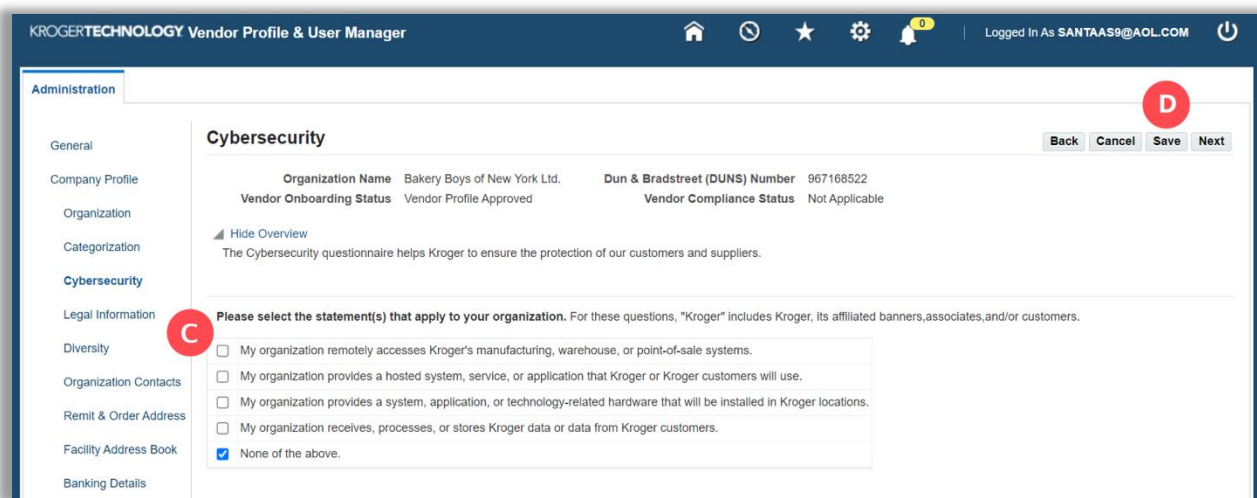 KROGERTECHNOLOGY. Vendor Profile & User Manager
0
Logged In As SANTAAS9@AOL.COM
Administration
D
General
Company Profile
Organization
Categorization
Cybersecurity
Legal Information
Diversity
Organization Contacts
Remit & Order Address
Facility Address Book
Banking Details
Cybersecurity
Back Cancel Save Next
Organization Name Bakery Boys of New York Ltd. Dun & Bradstreet (DUNS) Number 967168522
Vendor Onboarding Status Vendor Profile Approved Vendor Compliance Status Not Applicable
Hide Overview
The Cybersecurity questionnaire helps Kroger to ensure the protection of our customers and suppliers.
C
Please select the statement(s) that apply to your organization. For these questions, "Kroger" includes Kroger, its affiliated banners,associates,and/or customers.
My organization remotely accesses Kroger's manufacturing, warehouse, or point-of-sale systems.
My organization provides a hosted system, service, or application that Kroger or Kroger customers will use.
My organization provides a system, application, or technology-related hardware that will be installed in Kroger locations.
My organization receives, processes, or stores Kroger data or data from Kroger customers.
None of the above.